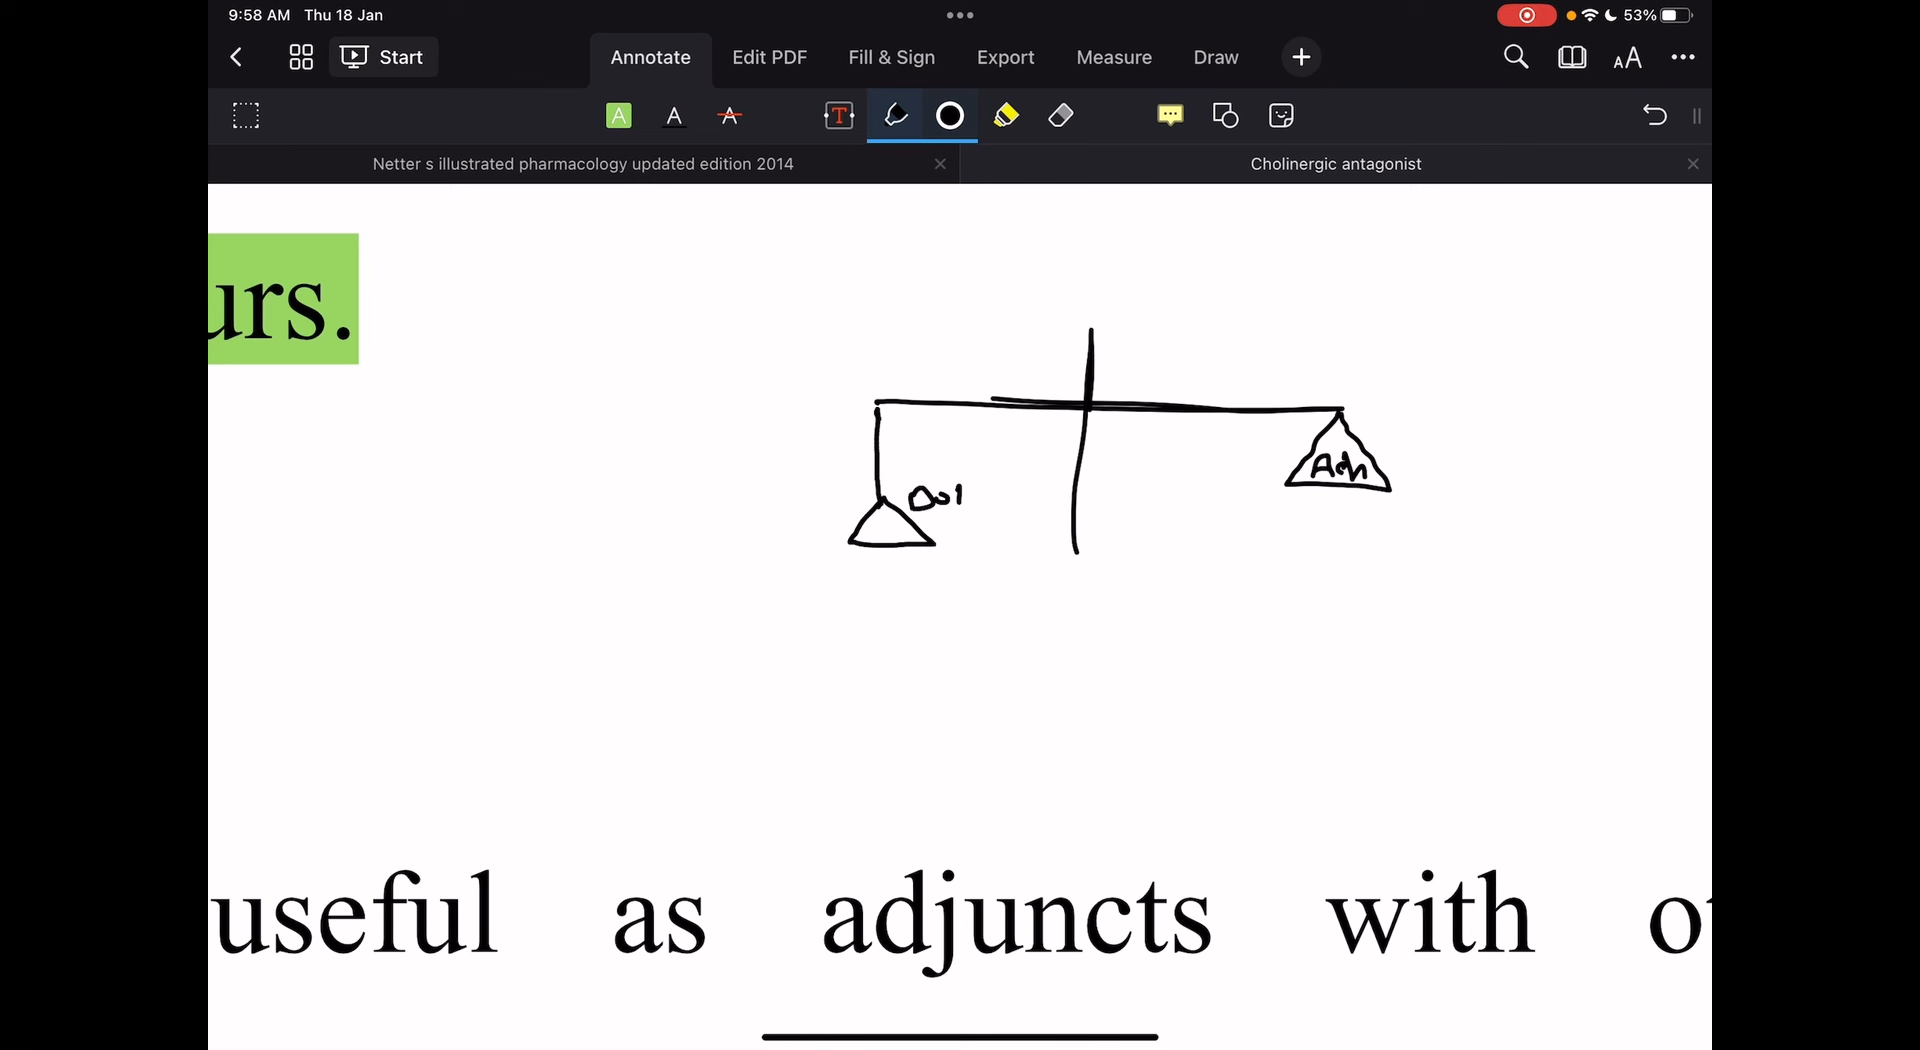 9:58 AM Thu 18 Jan 53%
Start Annotate Edit PDF Fill & Sign Export Measure Draw
A A A T
Netter s illustrated pharmacology updated edition 2014
Cholinergic antagonist
urs.
Ach
useful as adjuncts with o